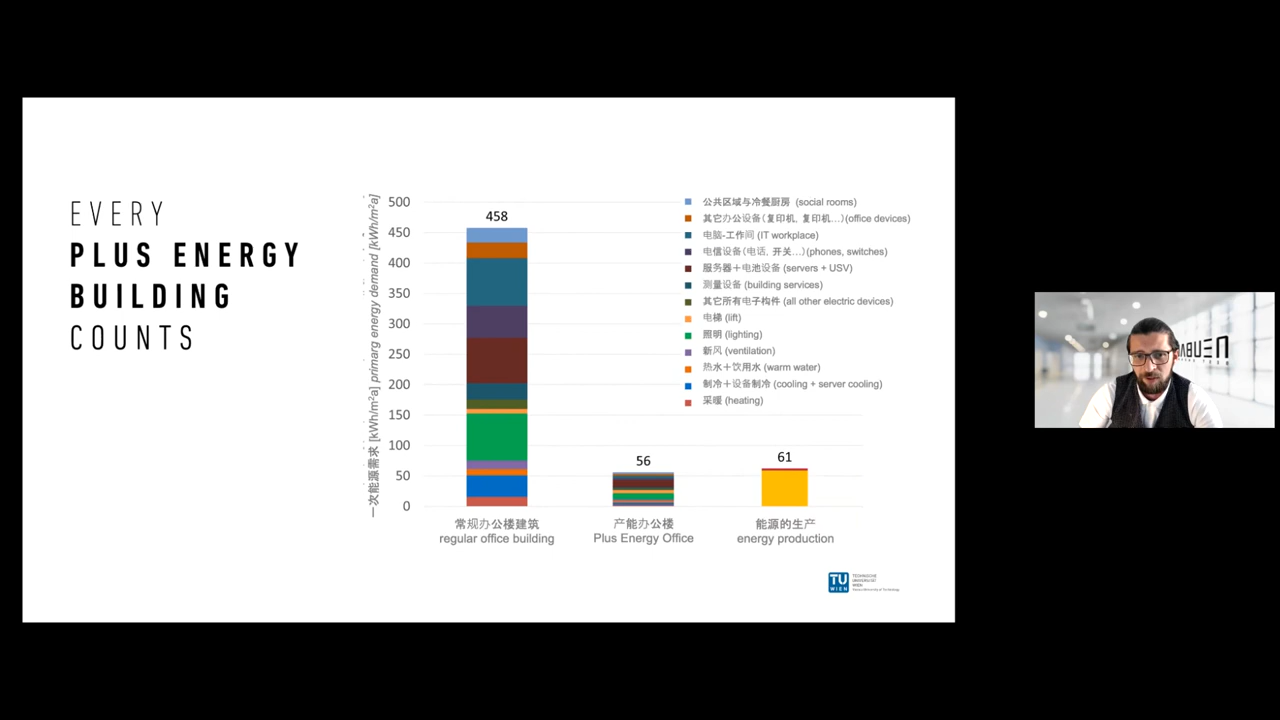 EVERY
PLUS ENERGY
BUILDING
COUNTS
一次能源需求 [kWh/m²a] primarg energy demand [kWh/m²a]
500
450
400
350
300
250
200
150
100
50
0
458
56
61
公共区域与冷餐厨房 (social rooms)
其它办公设备（复印机, 复印机...）(office devices)
电脑-工作间 (IT workplace)
电信设备（电话, 开关...）(phones, switches)
服务器＋电池设备 (servers + USV)
测量设备 (building services)
其它所有电子构件 (all other electric devices)
电梯 (lift)
照明 (lighting)
新风 (ventilation)
热水＋饮用水 (warm water)
制冷＋设备制冷 (cooling + server cooling)
采暖 (heating)
常规办公楼建筑
regular office building
产能办公楼
Plus Energy Office
能源的生产
energy production
TU
WIEN
TECHNISCHE
UNIVERSITÄT
WIEN